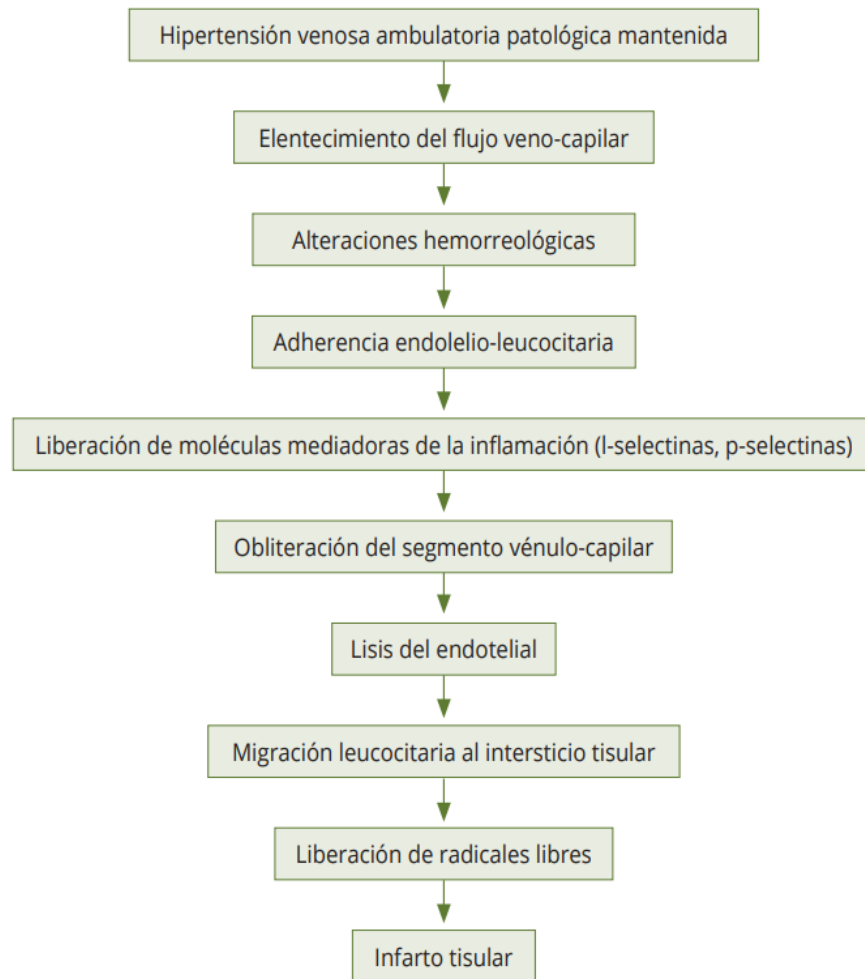 Hipertensión venosa ambulatoria patológica mantenida
Elentecimiento del flujo veno-capilar
Alteraciones hemorreológicas
Adherencia endolelio-leucocitaria
Liberación de moléculas mediadoras de la inflamación (l-selectinas, p-selectinas)
Obliteración del segmento vénulo-capilar
Lisis del endotelial
Migración leucocitaria al intersticio tisular
Liberación de radicales libres
Infarto tisular